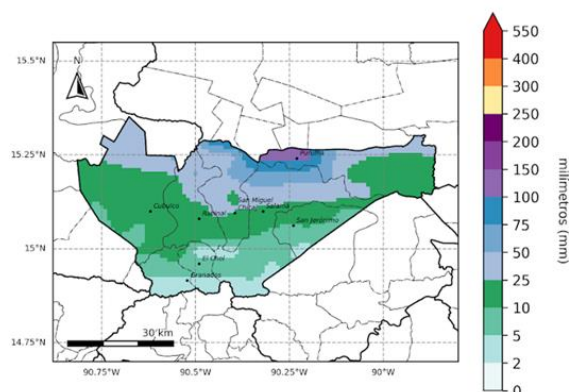 550
400
300
250
200
150
100
75
50
25
10
5
2
0
milímetros (mm)
15.5°N
15.25°N
15°N
14.75°N
N
Cubulco
Rabinal
San Miguel
Salamá
San Jerónimo
El Chol
Granados
30 km
90.75°W
90.5°W
90.25°W
90°W